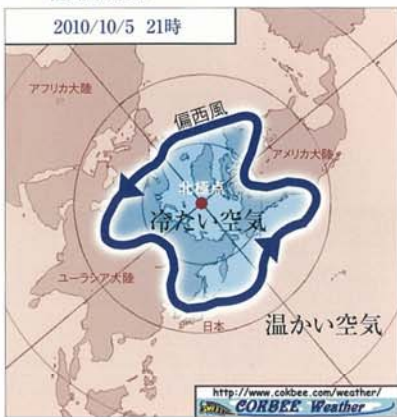 2010/10/5 21時
アフリカ大陸
偏西風
アメリカ大陸
北極点
冷たい空気
ユーラシア大陸
日本
温かい空気
http://www.cokbee.com/weather/
CORBEE Weather